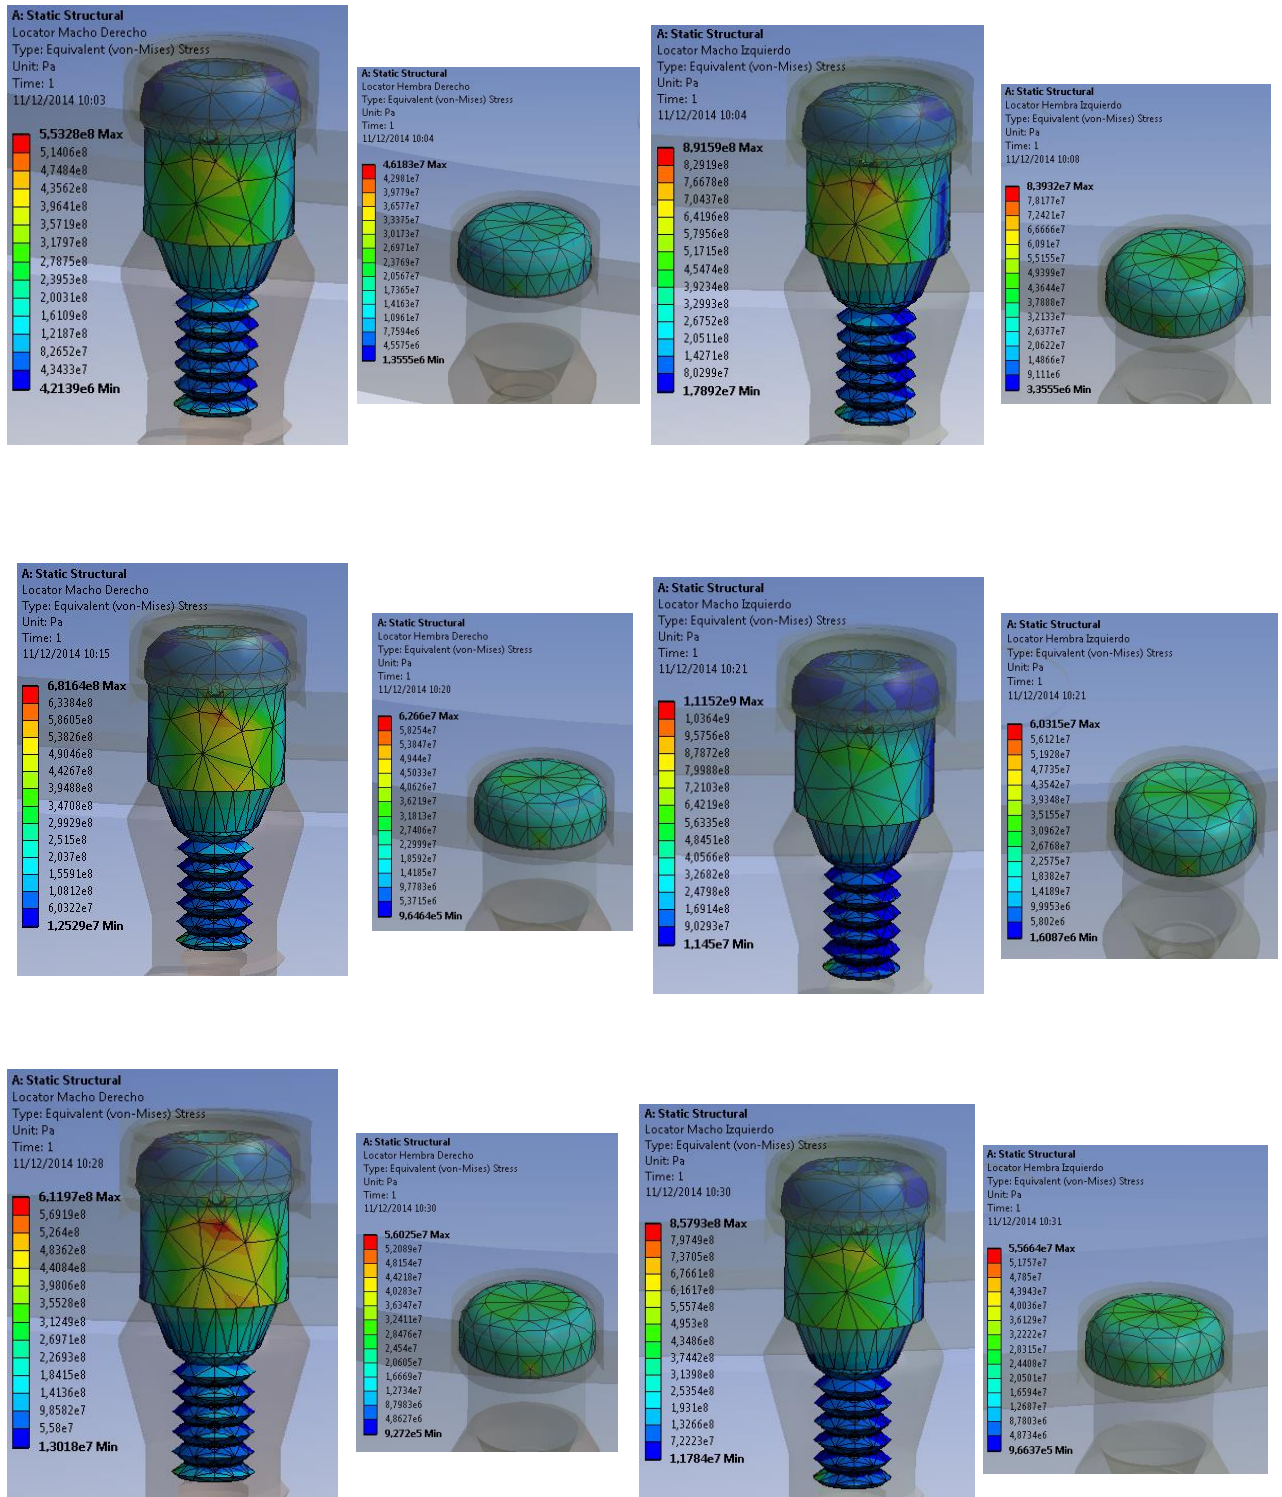 A: Static Structural
Locator Macho Derecho
Type: Equivalent (von-Mises) Stress
Unit: Pa
Time: 1
11/12/2014 10:03
5,5328e8 Max
5,1406e8
4,7484e8
4,3562e8
3,9641e8
3,5719e8
3,1797e8
2,7875e8
2,3953e8
2,0031e8
1,6109e8
1,2187e8
8,2652e7
4,3433e7
4,2139e6 Min
A: Static Structural
Locator Hembra Derecho
Type: Equivalent (von-Mises) Stress
Unit: Pa
Time: 1
11/12/2014 10:04
4,6183e7 Max
4,2981e7
3,9779e7
3,6577e7
3,3375e7
3,0173e7
2,6971e7
2,3769e7
2,0567e7
1,7365e7
1,4163e7
1,0961e7
7,7594e6
4,5575e6
1,3555e6 Min
A: Static Structural
Locator Macho Izquierdo
Type: Equivalent (von-Mises) Stress
Unit: Pa
Time: 1
11/12/2014 10:04
8,9159e8 Max
8,2919e8
7,6678e8
7,0437e8
6,4196e8
5,7956e8
5,1715e8
4,5474e8
3,9234e8
3,2993e8
2,6752e8
2,0511e8
1,4271e8
8,0299e7
1,7892e7 Min
A: Static Structural
Locator Hembra Izquierdo
Type: Equivalent (von-Mises) Stress
Unit: Pa
Time: 1
11/12/2014 10:08
8,3932e7 Max
7,8177e7
7,2421e7
6,6666e7
6,091e7
5,5155e7
4,9399e7
4,3644e7
3,7888e7
3,2133e7
2,6377e7
2,0622e7
1,4866e7
9,111e6
3,3555e6 Min
A: Static Structural
Locator Macho Derecho
Type: Equivalent (von-Mises) Stress
Unit: Pa
Time: 1
11/12/2014 10:15
6,8164e8 Max
6,3384e8
5,8605e8
5,3826e8
4,9046e8
4,4267e8
3,9488e8
3,4708e8
2,9929e8
2,515e8
2,037e8
1,5591e8
1,0812e8
6,0322e7
1,2529e7 Min
A: Static Structural
Locator Hembra Derecho
Type: Equivalent (von-Mises) Stress
Unit: Pa
Time: 1
11/12/2014 10:20
6,266e7 Max
5,8254e7
5,3847e7
4,944e7
4,5033e7
4,0626e7
3,6219e7
3,1813e7
2,7406e7
2,2999e7
1,8592e7
1,4185e7
9,7783e6
5,3715e6
9,6464e5 Min
A: Static Structural
Locator Macho Izquierdo
Type: Equivalent (von-Mises) Stress
Unit: Pa
Time: 1
11/12/2014 10:21
1,1152e9 Max
1,0364e9
9,5756e8
8,7872e8
7,9988e8
7,2103e8
6,4219e8
5,6335e8
4,8451e8
4,0566e8
3,2682e8
2,4798e8
1,6914e8
9,0293e7
1,145e7 Min
A: Static Structural
Locator Hembra Izquierdo
Type: Equivalent (von-Mises) Stress
Unit: Pa
Time: 1
11/12/2014 10:21
6,0315e7 Max
5,6121e7
5,1928e7
4,7735e7
4,3542e7
3,9348e7
3,5155e7
3,0962e7
2,6768e7
2,2575e7
1,8382e7
1,4189e7
9,9953e6
5,802e6
1,6087e6 Min
A: Static Structural
Locator Macho Derecho
Type: Equivalent (von-Mises) Stress
Unit: Pa
Time: 1
11/12/2014 10:28
6,1197e8 Max
5,6919e8
5,264e8
4,8362e8
4,4084e8
3,9806e8
3,5528e8
3,1249e8
2,6971e8
2,2693e8
1,8415e8
1,4136e8
9,8582e7
5,58e7
1,3018e7 Min
A: Static Structural
Locator Hembra Derecho
Type: Equivalent (von-Mises) Stress
Unit: Pa
Time: 1
11/12/2014 10:30
5,6025e7 Max
5,2089e7
4,8154e7
4,4218e7
4,0283e7
3,6347e7
3,2411e7
2,8476e7
2,454e7
2,0605e7
1,6669e7
1,2734e7
8,7983e6
4,8627e6
9,272e5 Min
A: Static Structural
Locator Macho Izquierdo
Type: Equivalent (von-Mises) Stress
Unit: Pa
Time: 1
11/12/2014 10:30
8,5793e8 Max
7,9749e8
7,3705e8
6,7661e8
6,1617e8
5,5574e8
4,953e8
4,3486e8
3,7442e8
3,1398e8
2,5354e8
1,931e8
1,3266e8
7,2223e7
1,1784e7 Min
A: Static Structural
Locator Hembra Izquierdo
Type: Equivalent (von-Mises) Stress
Unit: Pa
Time: 1
11/12/2014 10:31
5,5664e7 Max
5,1757e7
4,785e7
4,3943e7
4,0036e7
3,6129e7
3,2222e7
2,8315e7
2,4408e7
2,0501e7
1,6594e7
1,2687e7
8,7803e6
4,8734e6
9,6637e5 Min